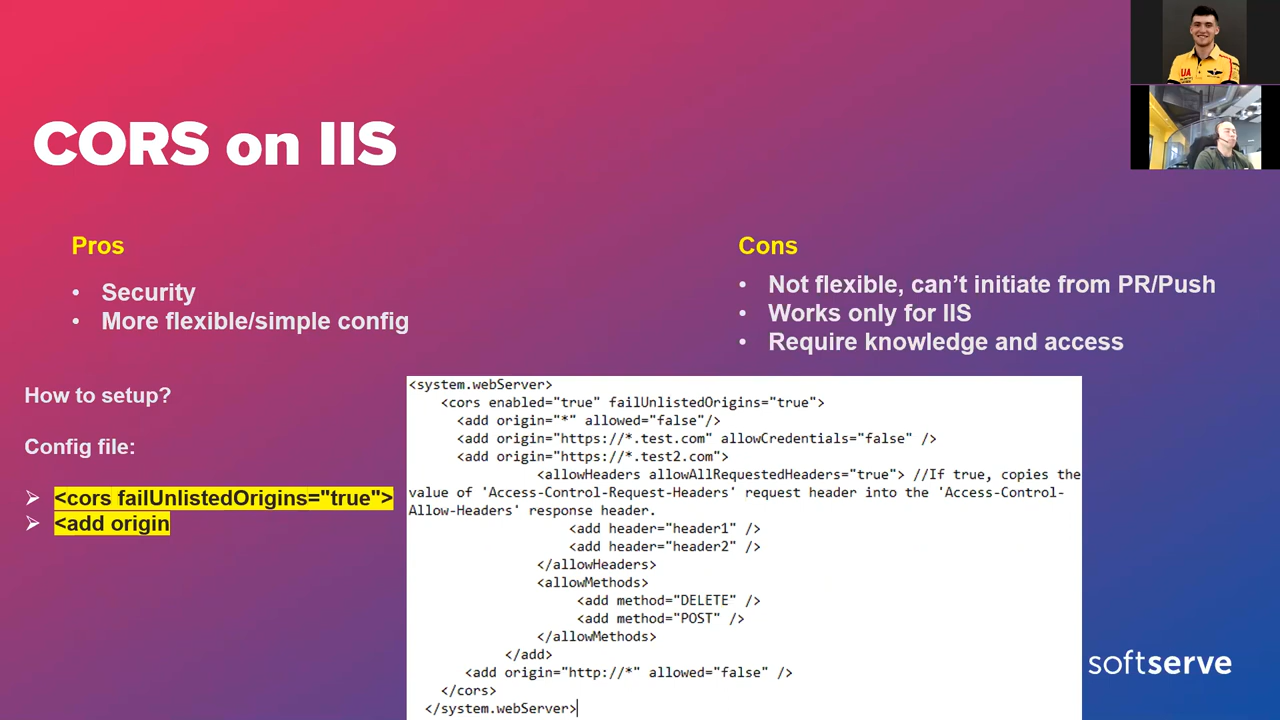 CORS on IIS
Pros
• Security
• More flexible/simple config
Cons
• Not flexible, can’t initiate from PR/Push
• Works only for IIS
• Require knowledge and access
How to setup?
Config file:
➢ <cors failUnlistedOrigins="true">
➢ <add origin
<system.webServer>
<cors enabled="true" failUnlistedOrigins="true">
<add origin="*" allowed="false"/>
<add origin="https://*.test.com" allowCredentials="false" />
<add origin="https://*.test2.com">
<allowHeaders allowAllRequestedHeaders="true"> //If true, copies the
value of 'Access-Control-Request-Headers' request header into the 'Access-Control-
Allow-Headers' response header.
<add header="header1" />
<add header="header2" />
</allowHeaders>
<allowMethods>
<add method="DELETE" />
<add method="POST" />
</allowMethods>
</add>
<add origin="http://*" allowed="false" />
</cors>
</system.webServer>
softserve
UA